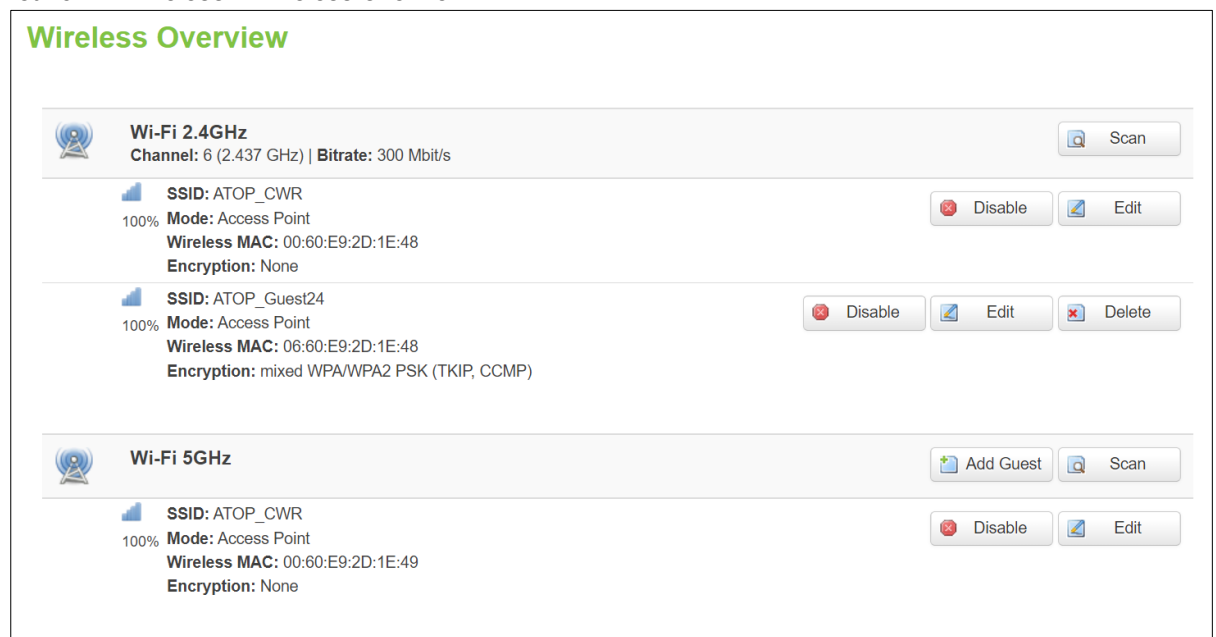 Wireless Overview
Wi-Fi 2.4GHz
Channel: 6 (2.437 GHz) | Bitrate: 300 Mbit/s
Scan
SSID: ATOP_CWR
100% Mode: Access Point
Wireless MAC: 00:60:E9:2D:1E:48
Encryption: None
Disable Edit
SSID: ATOP_Guest24
100% Mode: Access Point
Wireless MAC: 06:60:E9:2D:1E:48
Encryption: mixed WPA/WPA2 PSK (TKIP, CCMP)
Disable Edit Delete
Wi-Fi 5GHz
Add Guest Scan
SSID: ATOP_CWR
100% Mode: Access Point
Wireless MAC: 00:60:E9:2D:1E:49
Encryption: None
Disable Edit